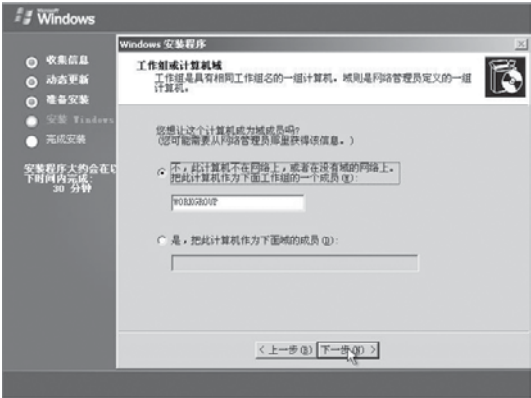 Microsoft
Windows
Windows 安装程序
收集信息
动态更新
准备安装
安装 Windows
完成安装
安装程序大约会在以
下时间内完成:
30 分钟
工作组或计算机域
工作组是具有相同工作组名的一组计算机。域则是网络管理员定义的一组
计算机。
您想让这个计算机成为域成员吗?
(您可能需要从网络管理员那里获得该信息。)
不，此计算机不在网络上，或者在没有域的网络上。
把此计算机作为下面工作组的一个成员(W):
WORKGROUP
是，把此计算机作为下面域的成员(D):
< 上一步(B)
下一步(N) >